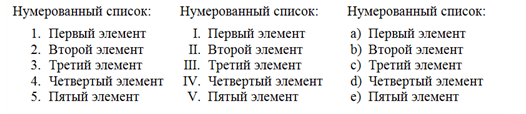 Нумерованный список:
1. Первый элемент
2. Второй элемент
3. Третий элемент
4. Четвертый элемент
5. Пятый элемент
Нумерованный список:
I. Первый элемент
II. Второй элемент
III. Третий элемент
IV. Четвертый элемент
V. Пятый элемент
Нумерованный список:
a) Первый элемент
b) Второй элемент
c) Третий элемент
d) Четвертый элемент
e) Пятый элемент